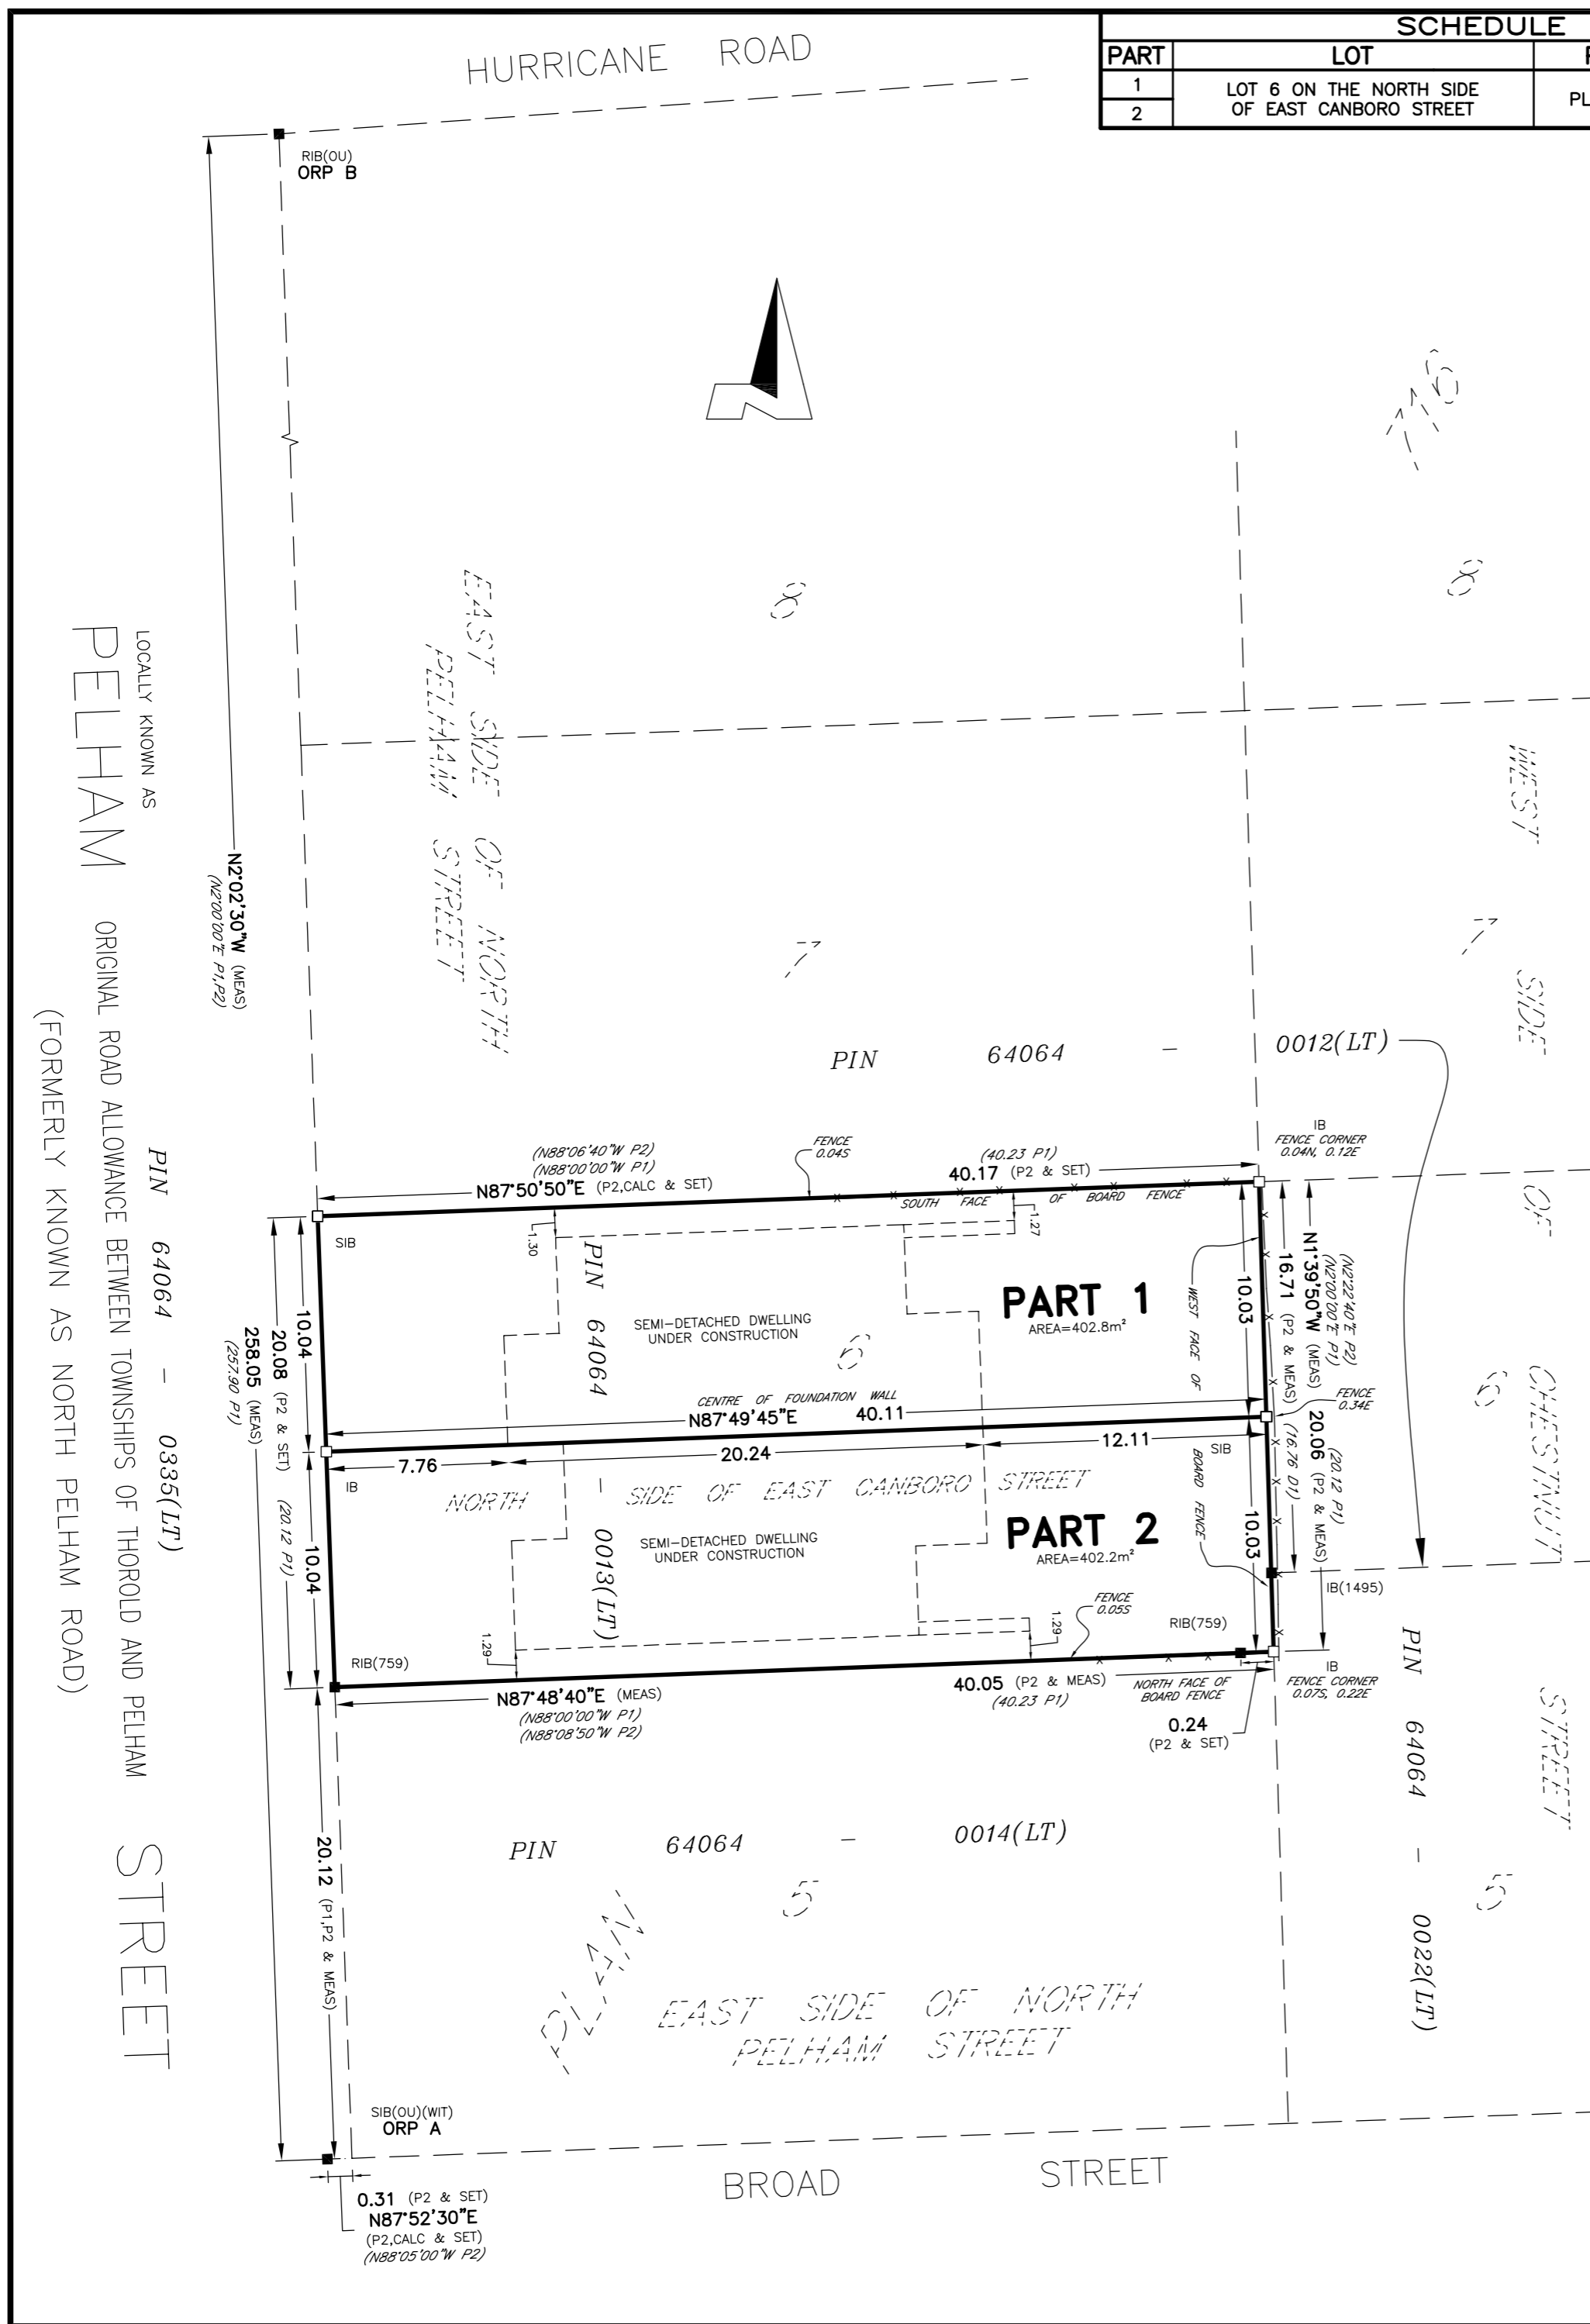 SCHEDULE
PART LOT
1 LOT 6 ON THE NORTH SIDE
2 OF EAST CANBORO STREET
HURRICANE ROAD
RIB(OU)
ORP B
8
8
EAST SIDE OF NORTH
PELHAM STREET
WEST SIDE OF CHESTNUT STREET
LOCALLY KNOWN AS
PELHAM STREET
ORIGINAL ROAD ALLOWANCE BETWEEN TOWNSHIPS OF THOROLD AND PELHAM
(FORMERLY KNOWN AS NORTH PELHAM ROAD)
PIN 64064 - 0335(LT)
N2°02'30"W (MEAS)
(N2°00'00"E P1,P2)
7
7
PIN 64064 - 0012(LT)
IB
FENCE CORNER
0.04N, 0.12E
(N88°06'40"W P2)
(N88°00'00"W P1)
N87°50'50"E (P2,CALC & SET)
FENCE
0.04S
(40.23 P1)
40.17 (P2 & SET)
SOUTH FACE OF BOARD FENCE
SIB
1.30
1.27
PIN 64064 - 0013(LT)
SEMI-DETACHED DWELLING
UNDER CONSTRUCTION
PART 1
AREA=402.8m²
6
6
WEST FACE OF BOARD FENCE
10.03
16.71 (P2 & MEAS) (16.76 D1)
N1°39'50"W (MEAS) 20.06 (P2 & MEAS)
(N2°00'00"E P1) (20.12 P1)
(N2°22'40"E P2)
FENCE
0.34E
10.04
20.08 (P2 & SET) (20.12 P1)
258.05 (MEAS)
(257.90 P1)
CENTRE OF FOUNDATION WALL
N87°49'45"E 40.11
7.76 20.24 12.11
SIB
IB
NORTH SIDE OF EAST CANBORO STREET
SEMI-DETACHED DWELLING
UNDER CONSTRUCTION
PART 2
AREA=402.2m²
10.04
10.03
IB(1495)
FENCE
0.05S
RIB(759)
RIB(759)
1.29
1.29
N87°48'40"E (MEAS)
(N88°00'00"W P1)
(N88°08'50"W P2)
40.05 (P2 & MEAS)
(40.23 P1)
NORTH FACE OF
BOARD FENCE
IB
FENCE CORNER
0.07S, 0.22E
0.24
(P2 & SET)
PIN 64064 - 0022(LT)
20.12 (P1,P2 & MEAS)
PIN 64064 - 0014(LT)
5
5
PLAN
EAST SIDE OF NORTH
PELHAM STREET
SIB(OU)(WIT)
ORP A
BROAD STREET
0.31 (P2 & SET)
N87°52'30"E
(P2,CALC & SET)
(N88°05'00"W P2)